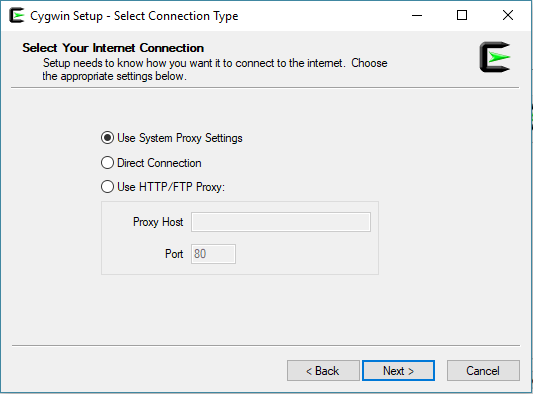 Cygwin Setup - Select Connection Type
Select Your Internet Connection
Setup needs to know how you want it to connect to the internet.  Choose
the appropriate settings below.
Use System Proxy Settings
Direct Connection
Use HTTP/FTP Proxy:
Proxy Host
Port 80
< Back Next > Cancel